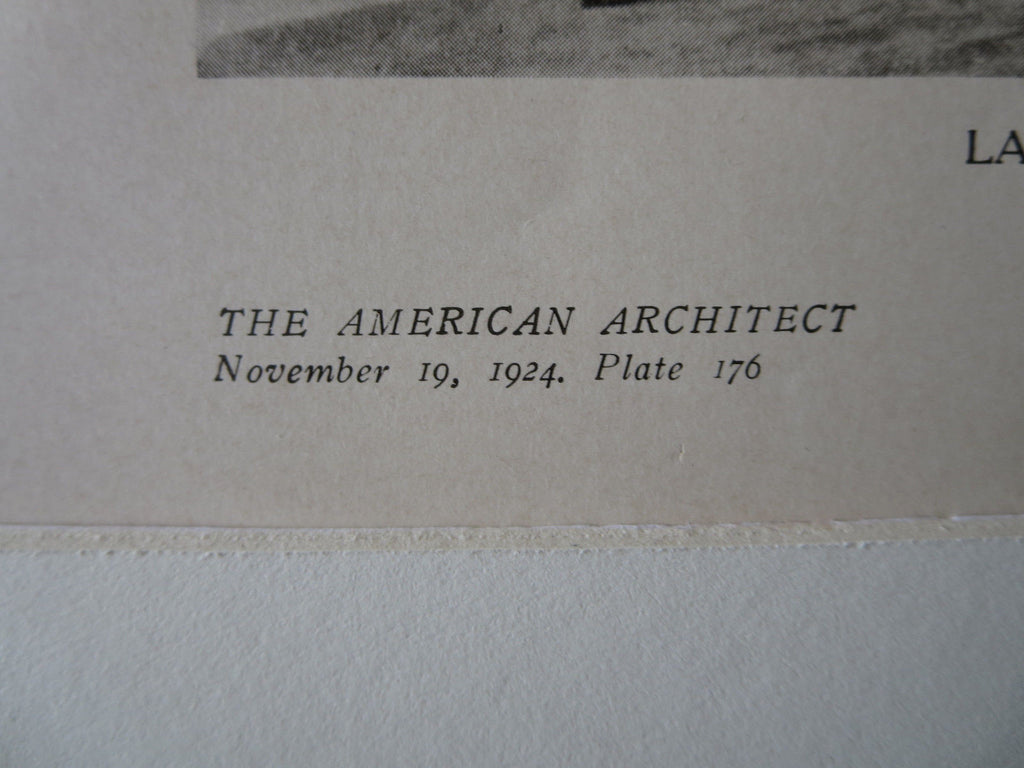 LA
THE AMERICAN ARCHITECT
November 19, 1924. Plate 176